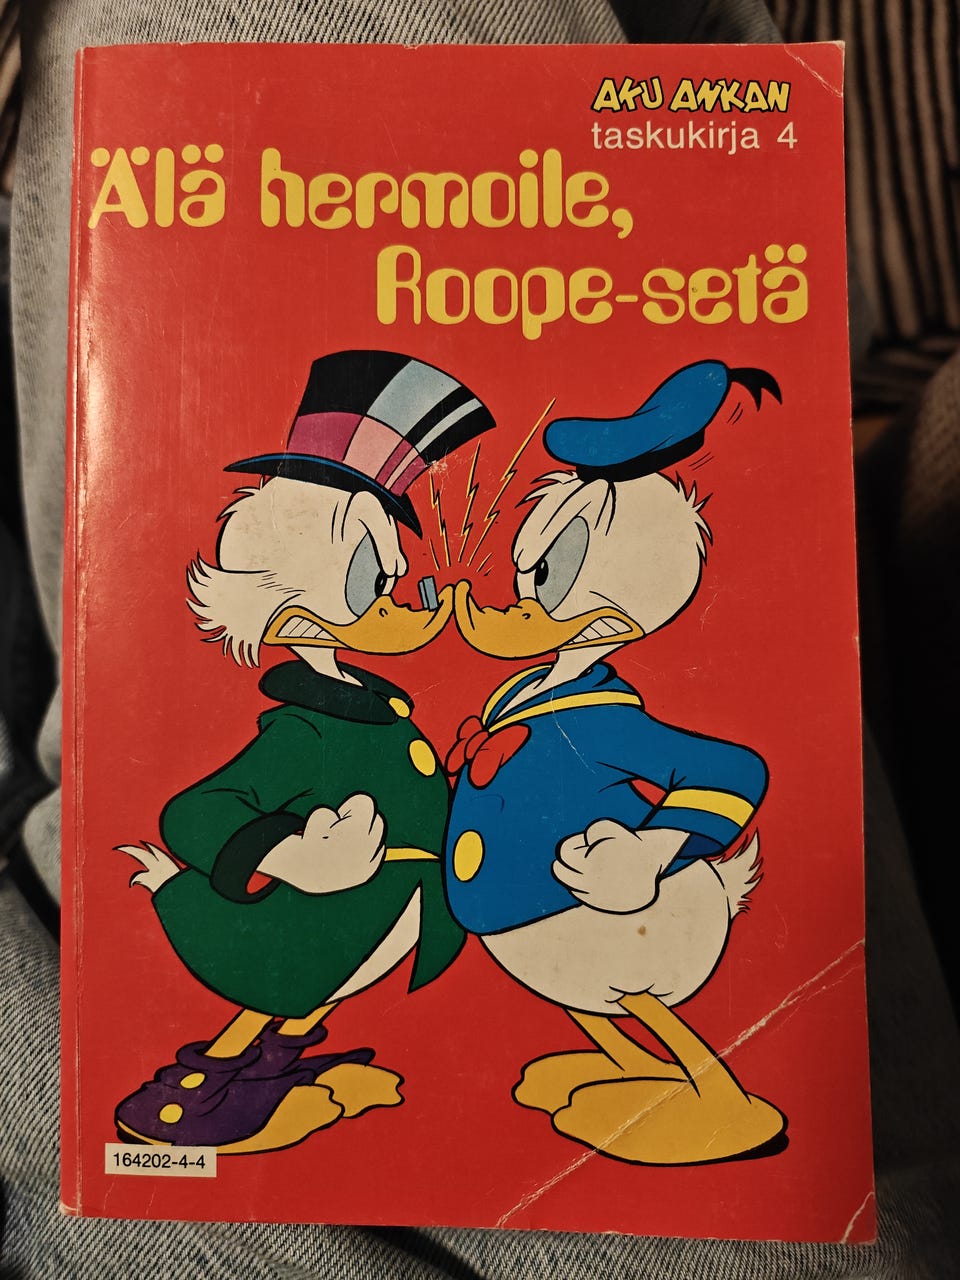 AKU ANKAN
taskukirja 4
Älä hermoile,
Roope-setä
164202-4-4